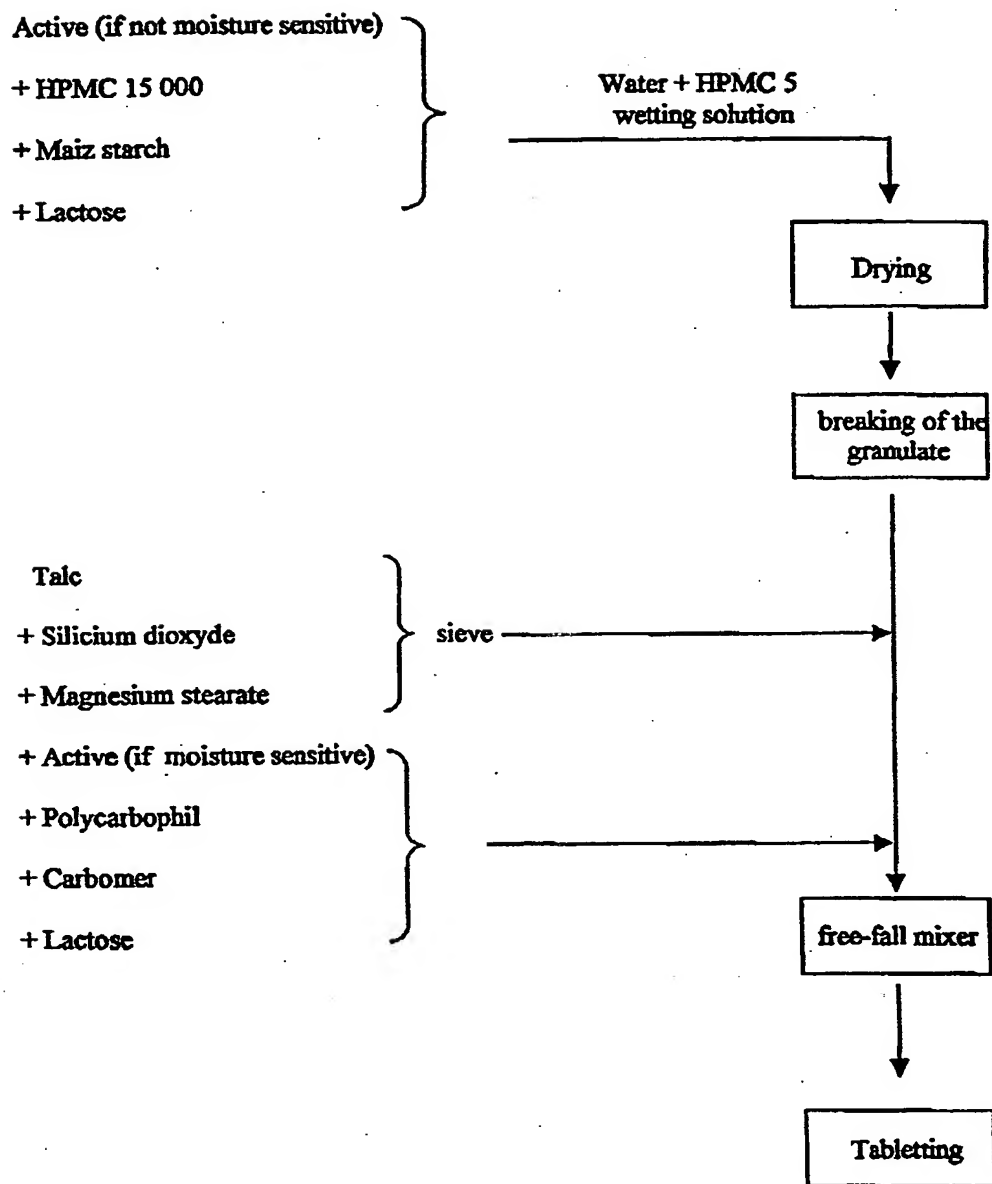 Active (if not moisture sensitive)
+ HPMC 15 000
+ Maiz starch
+ Lactose
Water + HPMC 5
wetting solution
Drying
breaking of the
granulate
Talc
+ Silicium dioxyde
+ Magnesium stearate
sieve
+ Active (if moisture sensitive)
+ Polycarbophil
+ Carbomer
+ Lactose
free-fall mixer
Tabletting